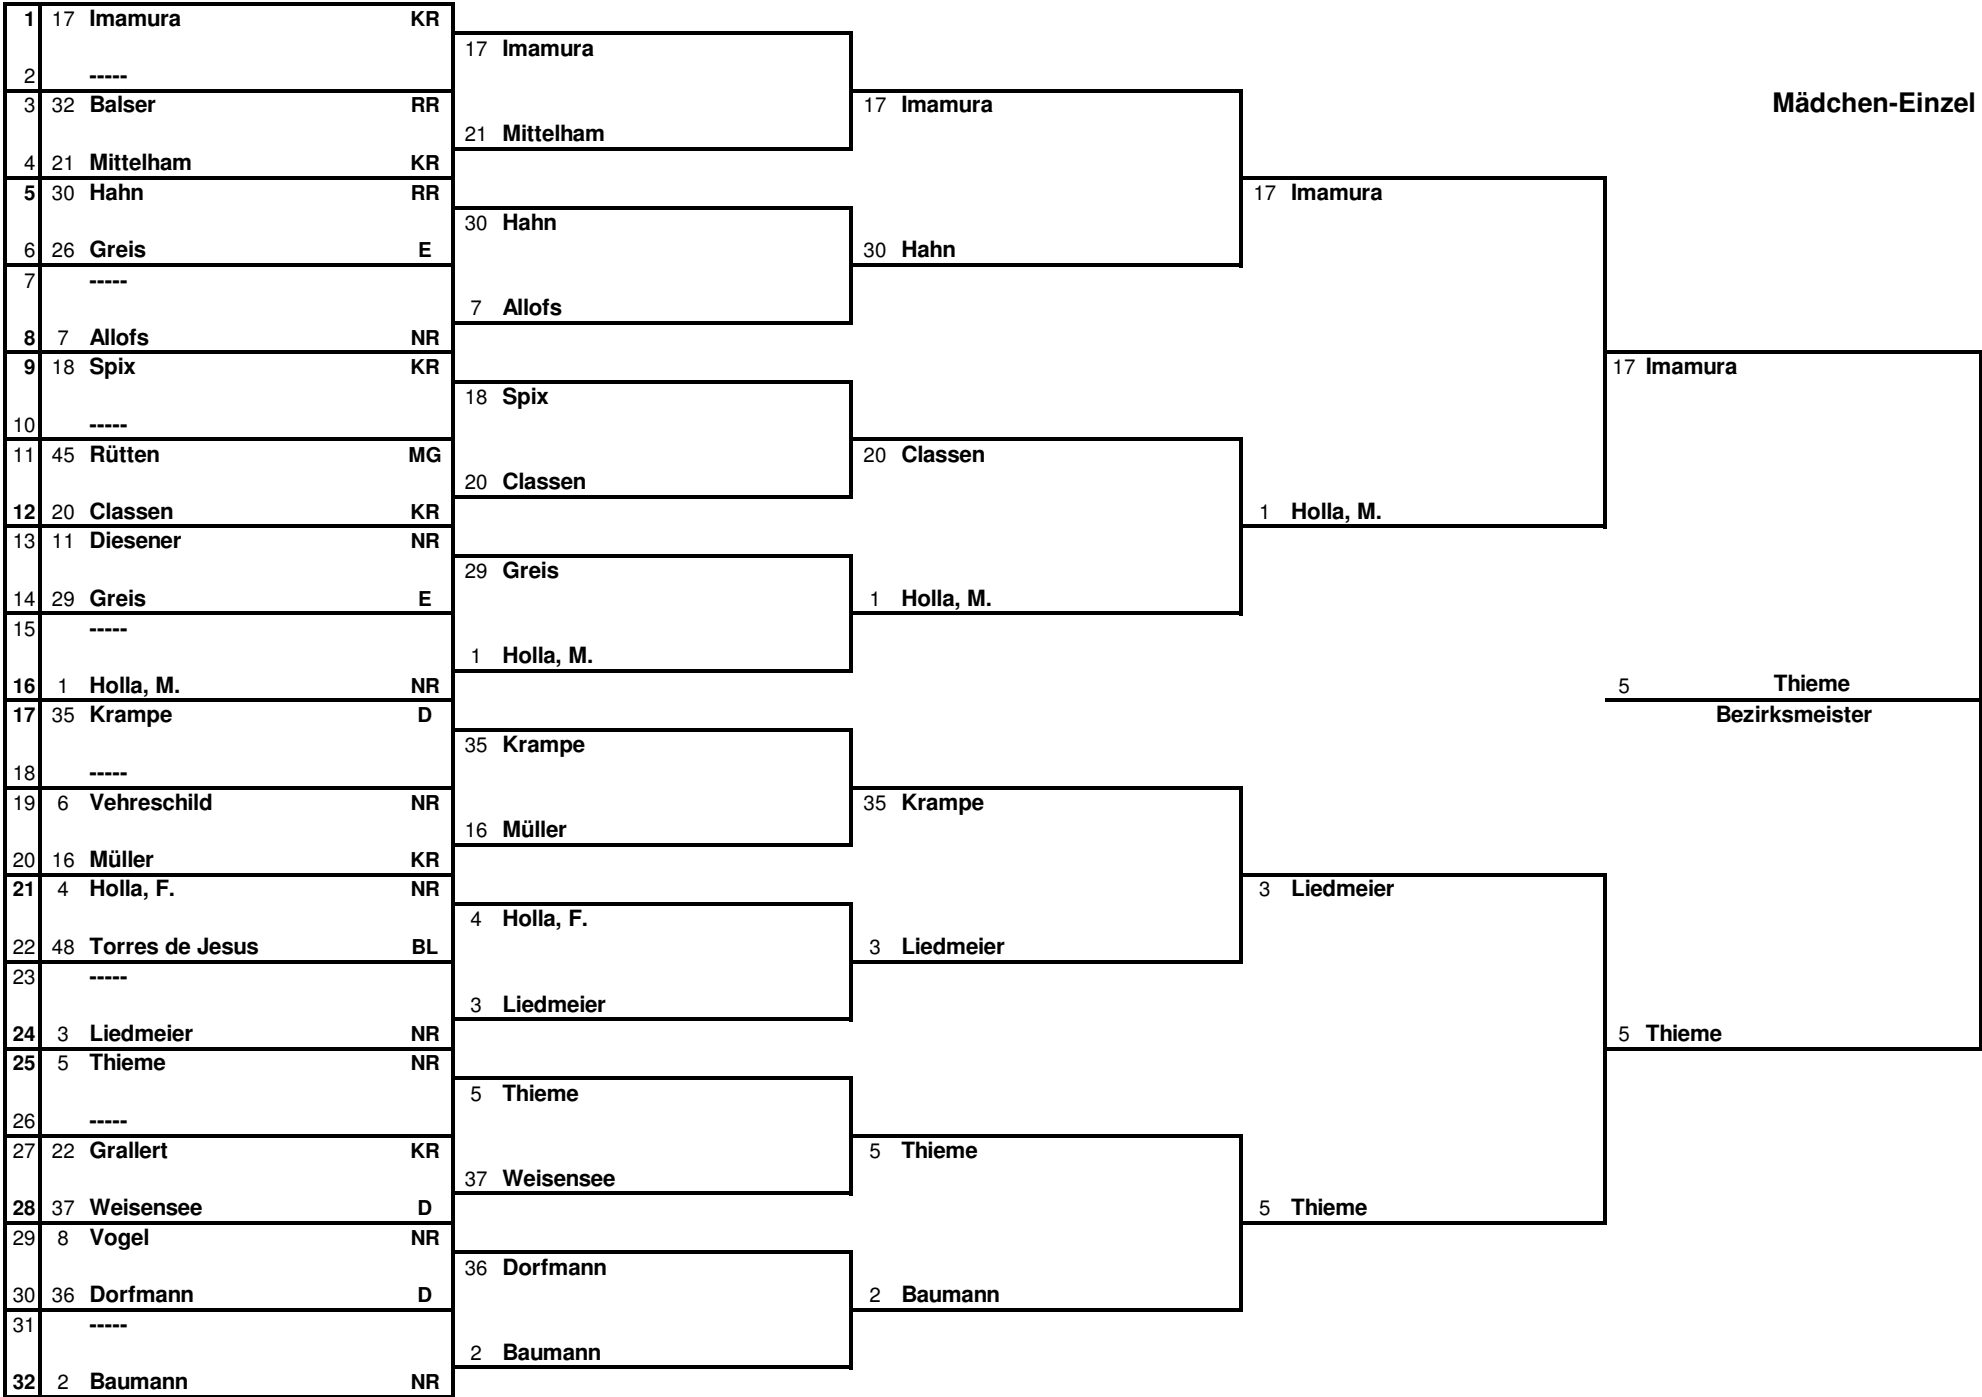 Mädchen-Einzel
1 17 Imamura KR
2 -----
3 32 Balser RR
4 21 Mittelham KR
5 30 Hahn RR
6 26 Greis E
7 -----
8 7 Allofs NR
9 18 Spix KR
10 -----
11 45 Rütten MG
12 20 Classen KR
13 11 Diesener NR
14 29 Greis E
15 -----
16 1 Holla, M. NR
17 35 Krampe D
18 -----
19 6 Vehreschild NR
20 16 Müller KR
21 4 Holla, F. NR
22 48 Torres de Jesus BL
23 -----
24 3 Liedmeier NR
25 5 Thieme NR
26 -----
27 22 Grallert KR
28 37 Weisensee D
29 8 Vogel NR
30 36 Dorfmann D
31 -----
32 2 Baumann NR
17 Imamura
21 Mittelham
30 Hahn
7 Allofs
18 Spix
20 Classen
29 Greis
1 Holla, M.
35 Krampe
16 Müller
4 Holla, F.
3 Liedmeier
5 Thieme
37 Weisensee
36 Dorfmann
2 Baumann
17 Imamura
30 Hahn
20 Classen
1 Holla, M.
35 Krampe
3 Liedmeier
5 Thieme
2 Baumann
17 Imamura
1 Holla, M.
3 Liedmeier
5 Thieme
17 Imamura
5 Thieme
5 Thieme
Bezirksmeister